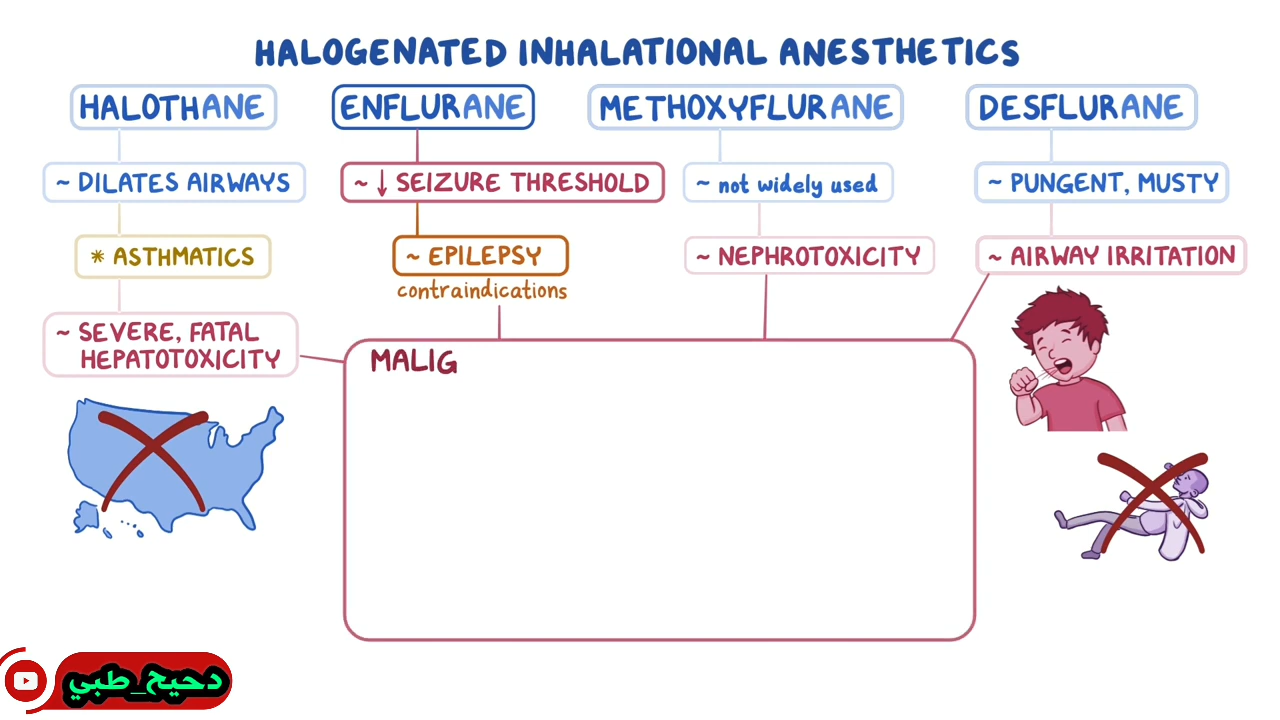 HALOGENATED INHALATIONAL ANESTHETICS
HALOTHANE
~ DILATES AIRWAYS
* ASTHMATICS
~ SEVERE, FATAL
HEPATOTOXICITY
ENFLURANE
~ ↓ SEIZURE THRESHOLD
~ EPILEPSY
contraindications
METHOXYFLURANE
~ not widely used
~ NEPHROTOXICITY
DESFLURANE
~ PUNGENT, MUSTY
~ AIRWAY IRRITATION
MALIG
دحيح_طبي